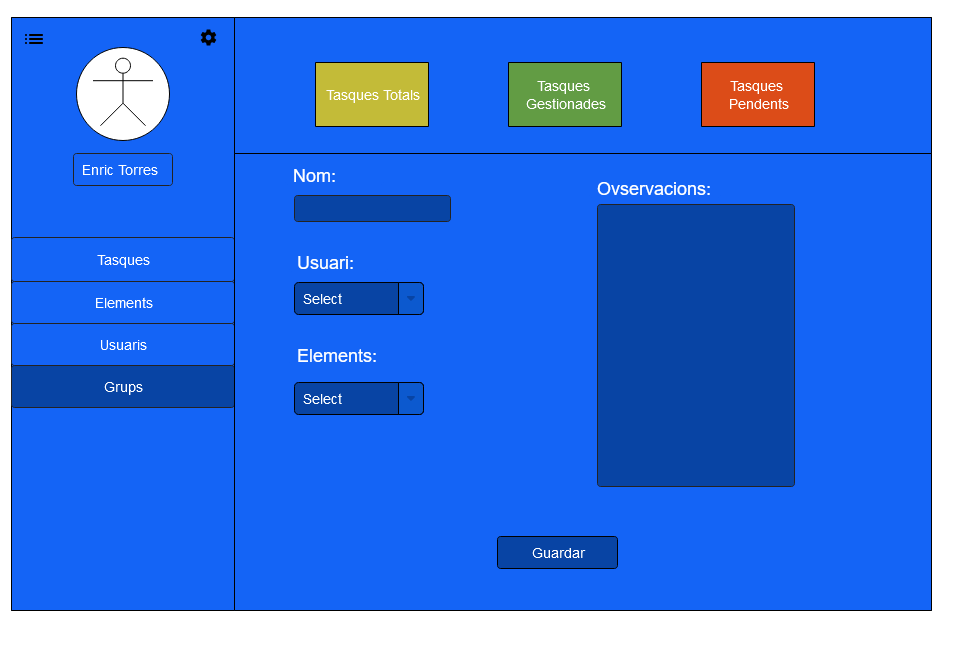 Enric Torres
Tasques
Elements
Usuaris
Grups
Tasques Totals
Tasques
Gestionades
Tasques
Pendents
Nom:
Usuari:
Select
Elements:
Select
Ovservacions:
Guardar